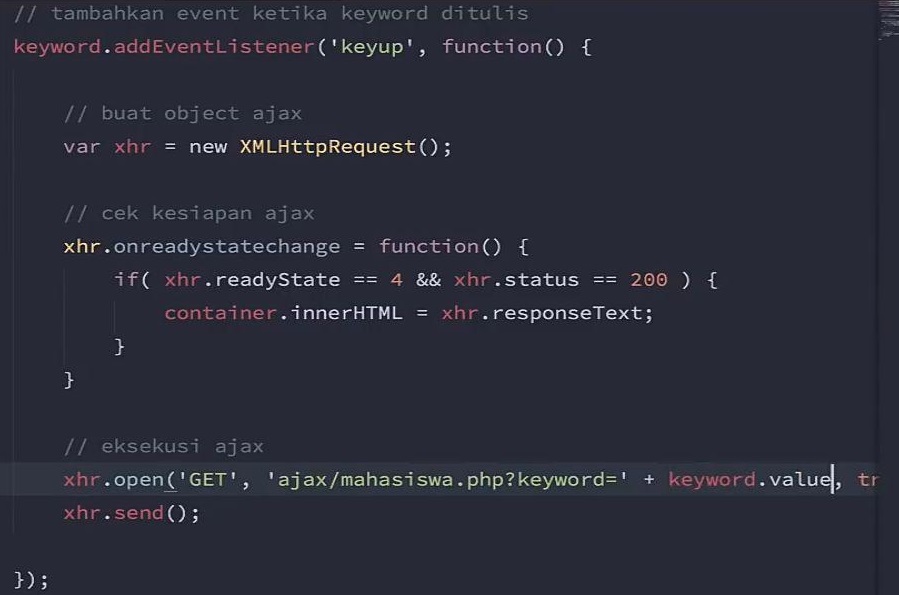 // tambahkan event ketika keyword ditulis
keyword.addEventListener('keyup', function() {
// buat object ajax
var xhr = new XMLHttpRequest();
// cek kesiapan ajax
xhr.onreadystatechange = function() {
if( xhr.readyState == 4 && xhr.status == 200 ) {
container.innerHTML = xhr.responseText;
}
}
// eksekusi ajax
xhr.open('GET', 'ajax/mahasiswa.php?keyword=' + keyword.value, tr
xhr.send();
});